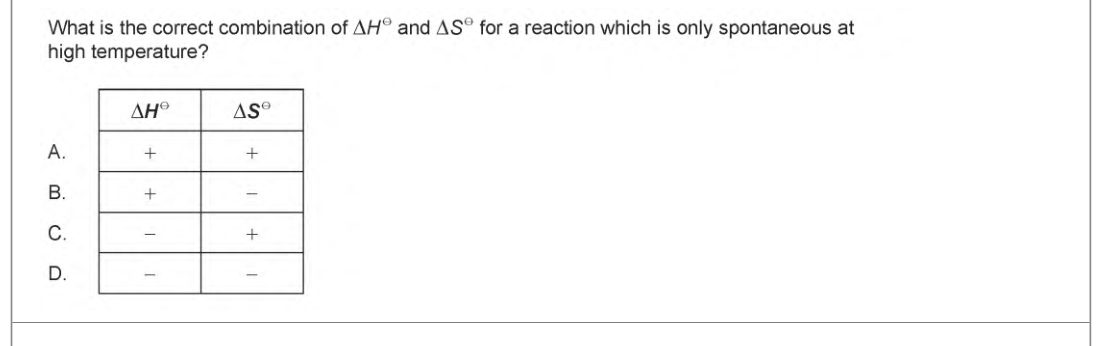 What is the correct combination of ΔH⊖ and ΔS⊖ for a reaction which is only spontaneous at
high temperature?
ΔH⊖ ΔS⊖
A. + +
B. + −
C. − +
D. − −